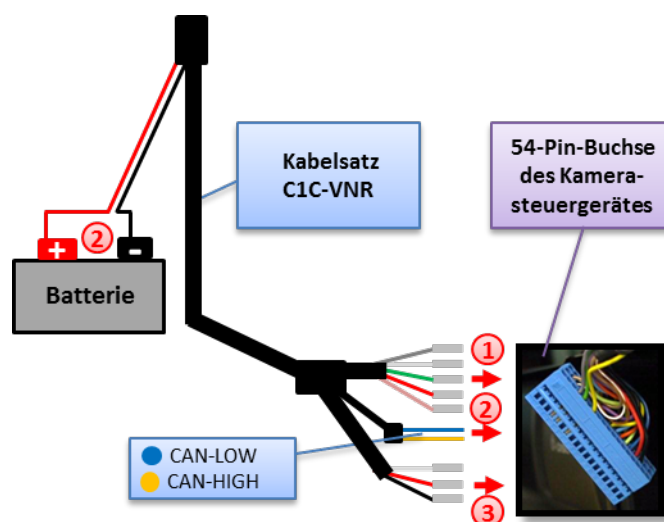 Kabelsatz
C1C-VNR
54-Pin-Buchse
des Kamera-
steuergerätes
+
2
-
Batterie
1
2
CAN-LOW
CAN-HIGH
3